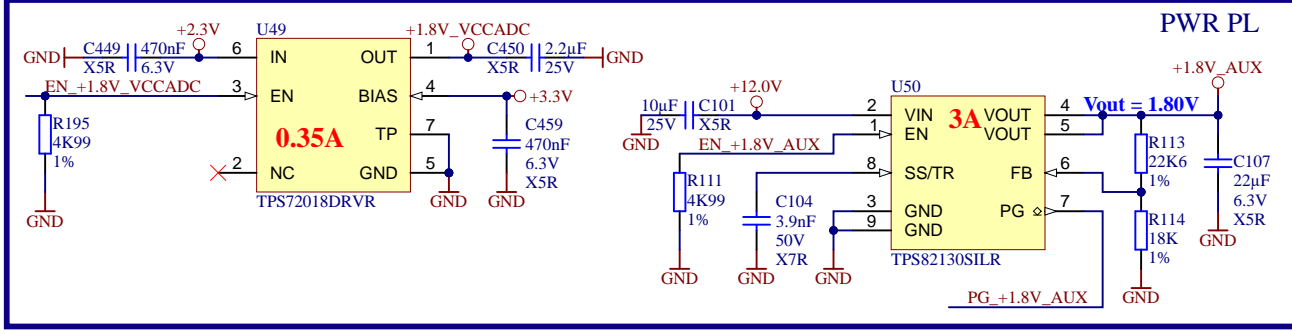 PWR PL
U49
+2.3V
+1.8V_VCCADC
GND
C449
470nF
X5R
6.3V
6
IN
OUT
1
C450
2.2µF
X5R
25V
GND
EN_+1.8V_VCCADC
3
EN
BIAS
4
+3.3V
R195
4K99
1%
0.35A
TP
7
C459
470nF
6.3V
X5R
2
NC
GND
5
TPS72018DRVR
GND
GND
GND
+1.8V_AUX
+12.0V
U50
10µF
C101
25V
X5R
GND
2
VIN
3A
VOUT
4
Vout = 1.80V
1
EN
VOUT
5
EN_+1.8V_AUX
R113
22K6
1%
C107
22µF
6.3V
X5R
8
SS/TR
FB
6
R111
4K99
1%
C104
3.9nF
50V
X7R
3
GND
PG
7
9
GND
R114
18K
1%
GND
TPS82130SILR
GND
GND
GND
PG_+1.8V_AUX
GND